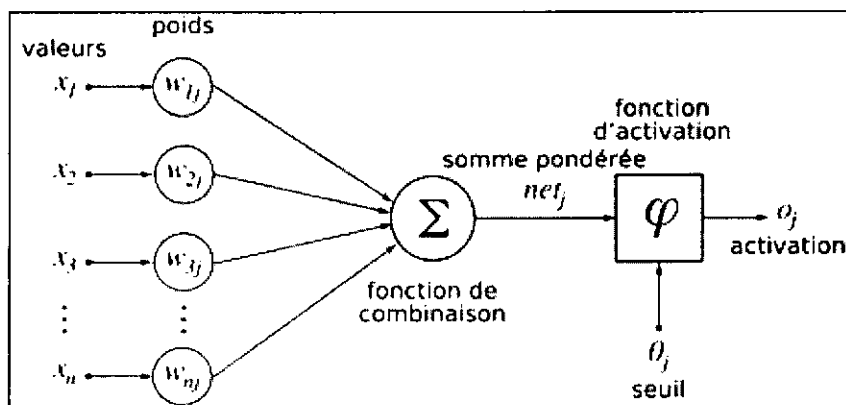 poids
valeurs
x1 w1j
fonction
d'activation
x2 w2j
somme pondérée
netj
Σ φ oj
activation
x3 w3j
fonction de
combinaison
⋮ ⋮
θj
xn wnj
seuil